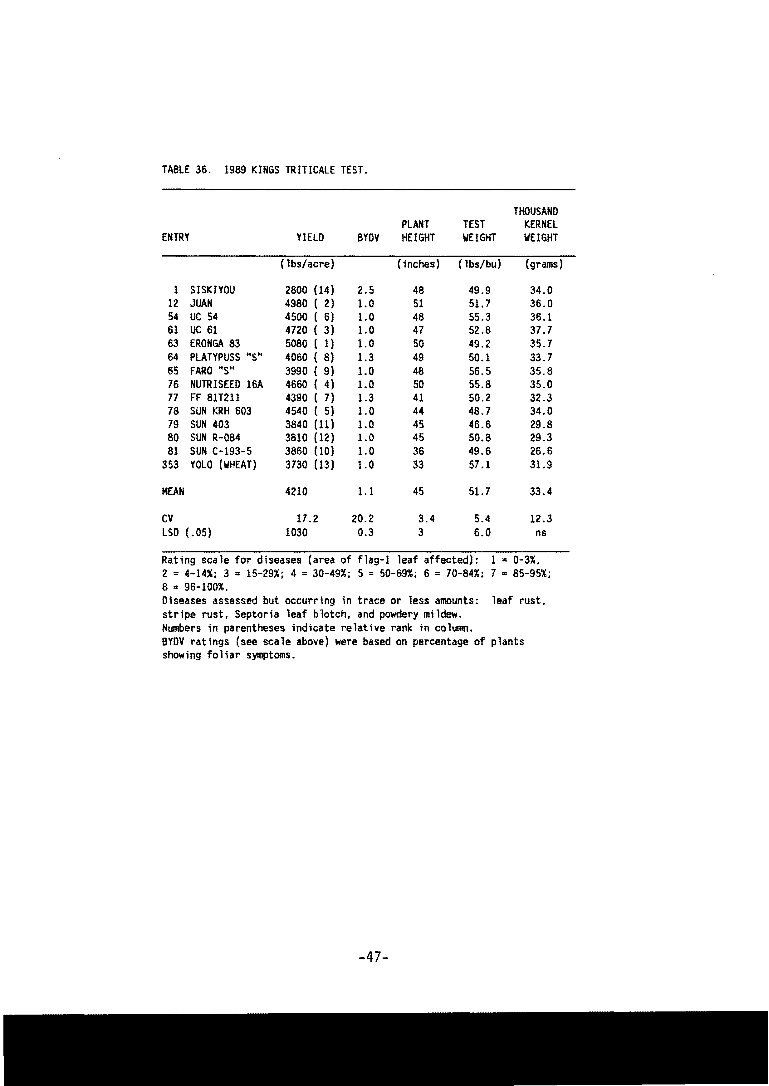 TABLE 36. 1989 KINGS TRITICALE TEST.
THOUSAND
PLANT TEST KERNEL
ENTRY YIELD BYDV HEIGHT WEIGHT WEIGHT
(lbs/acre) (inches) (lbs/bu) (grams)
1 SISKIYOU 2800 (14) 2.5 48 49.9 34.0
12 JUAN 4980 ( 2) 1.0 51 51.7 36.0
54 UC 54 4500 ( 6) 1.0 48 55.3 36.1
61 UC 61 4720 ( 3) 1.0 47 52.8 37.7
63 ERONGA 83 5080 ( 1) 1.0 50 49.2 35.7
64 PLATYPUSS "S" 4060 ( 8) 1.3 49 50.1 33.7
65 FARO "S" 3990 ( 9) 1.0 48 56.5 35.8
76 NUTRISEED 16A 4660 ( 4) 1.0 50 55.8 35.0
77 FF 81T211 4390 ( 7) 1.3 41 50.2 32.3
78 SUN KRH 603 4540 ( 5) 1.0 44 48.7 34.0
79 SUN 403 3840 (11) 1.0 45 46.6 29.8
80 SUN R-084 3810 (12) 1.0 45 50.8 29.3
81 SUN C-193-5 3860 (10) 1.0 36 49.6 26.6
353 YOLO (WHEAT) 3730 (13) 1.0 33 57.1 31.9
MEAN 4210 1.1 45 51.7 33.4
CV 17.2 20.2 3.4 5.4 12.3
LSD (.05) 1030 0.3 3 6.0 ns
Rating scale for diseases (area of flag-1 leaf affected): 1 = 0-3%,
2 = 4-14%; 3 = 15-29%; 4 = 30-49%; 5 = 50-69%; 6 = 70-84%; 7 = 85-95%;
8 = 96-100%.
Diseases assessed but occurring in trace or less amounts: leaf rust,
stripe rust, Septoria leaf blotch, and powdery mildew.
Numbers in parentheses indicate relative rank in column.
BYDV ratings (see scale above) were based on percentage of plants
showing foliar symptoms.
-47-